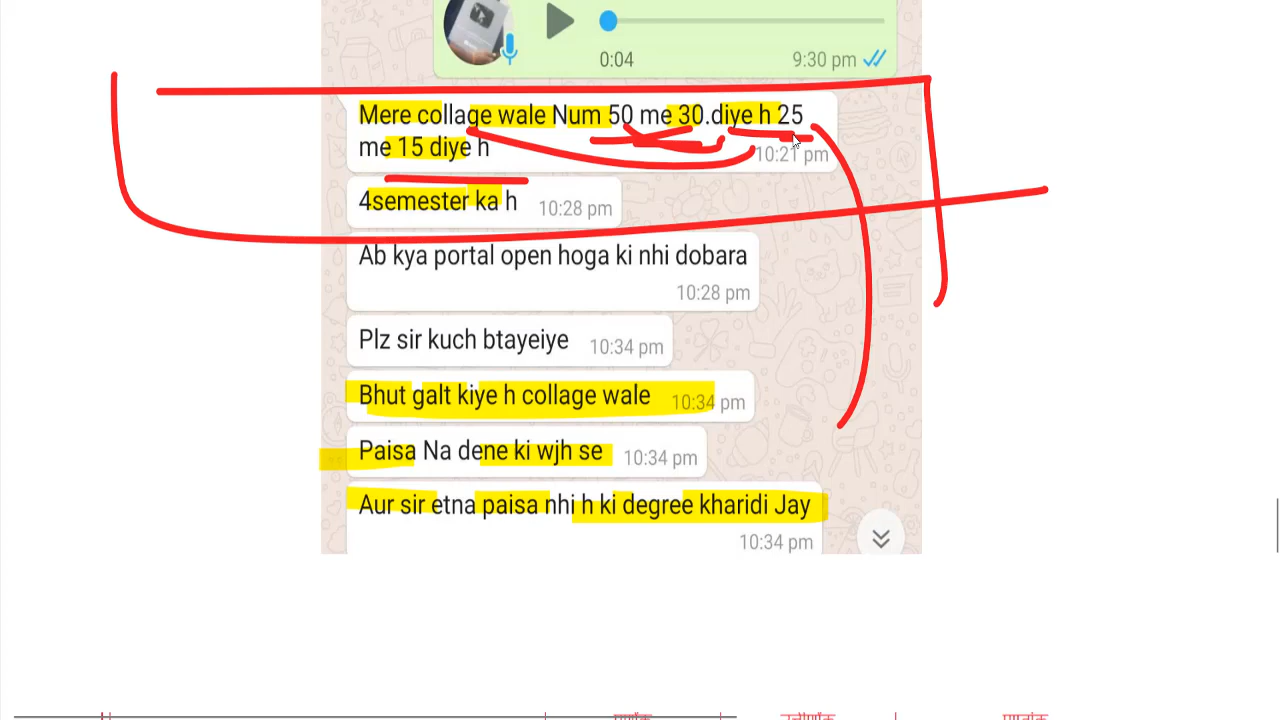 0:04 9:30 pm
Mere collage wale Num 50 me 30.diye h 25
me 15 diye h
10:21 pm
4semester ka h 10:28 pm
Ab kya portal open hoga ki nhi dobara
10:28 pm
Plz sir kuch btayeiye 10:34 pm
Bhut galt kiye h collage wale 10:34 pm
Paisa Na dene ki wjh se 10:34 pm
Aur sir etna paisa nhi h ki degree kharidi Jay
10:34 pm